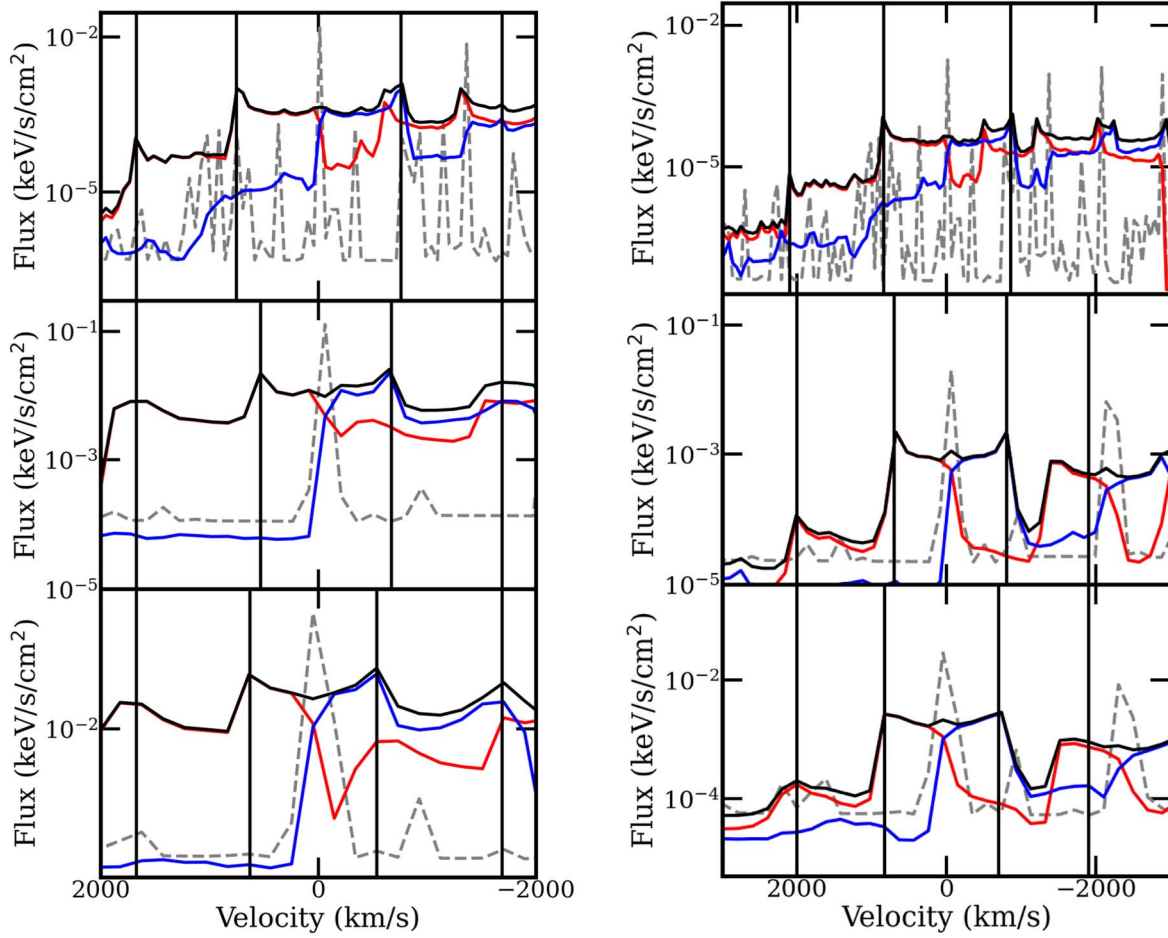 10⁻²
10⁻⁵
Flux (keV/s/cm²)
10⁻¹
10⁻³
10⁻⁵
Flux (keV/s/cm²)
10⁻²
Flux (keV/s/cm²)
2000 0 −2000
Velocity (km/s)
10⁻²
10⁻⁵
Flux (keV/s/cm²)
10⁻¹
10⁻³
10⁻⁵
Flux (keV/s/cm²)
10⁻²
10⁻⁴
Flux (keV/s/cm²)
2000 0 −2000
Velocity (km/s)